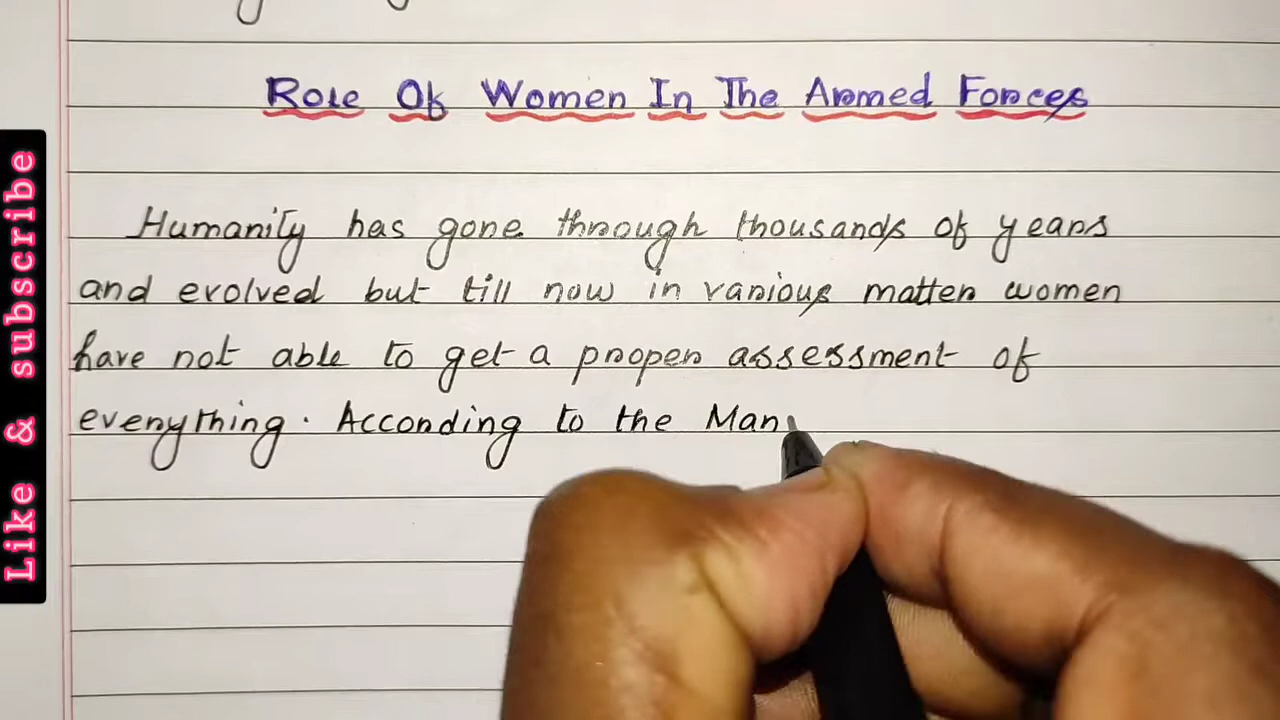 Role Of Women In The Armed Forces
Humanity has gone through thousands of years
and evolved but till now in various matter women
have not able to get a proper assessment of
everything. According to the Man
Like & subscribe